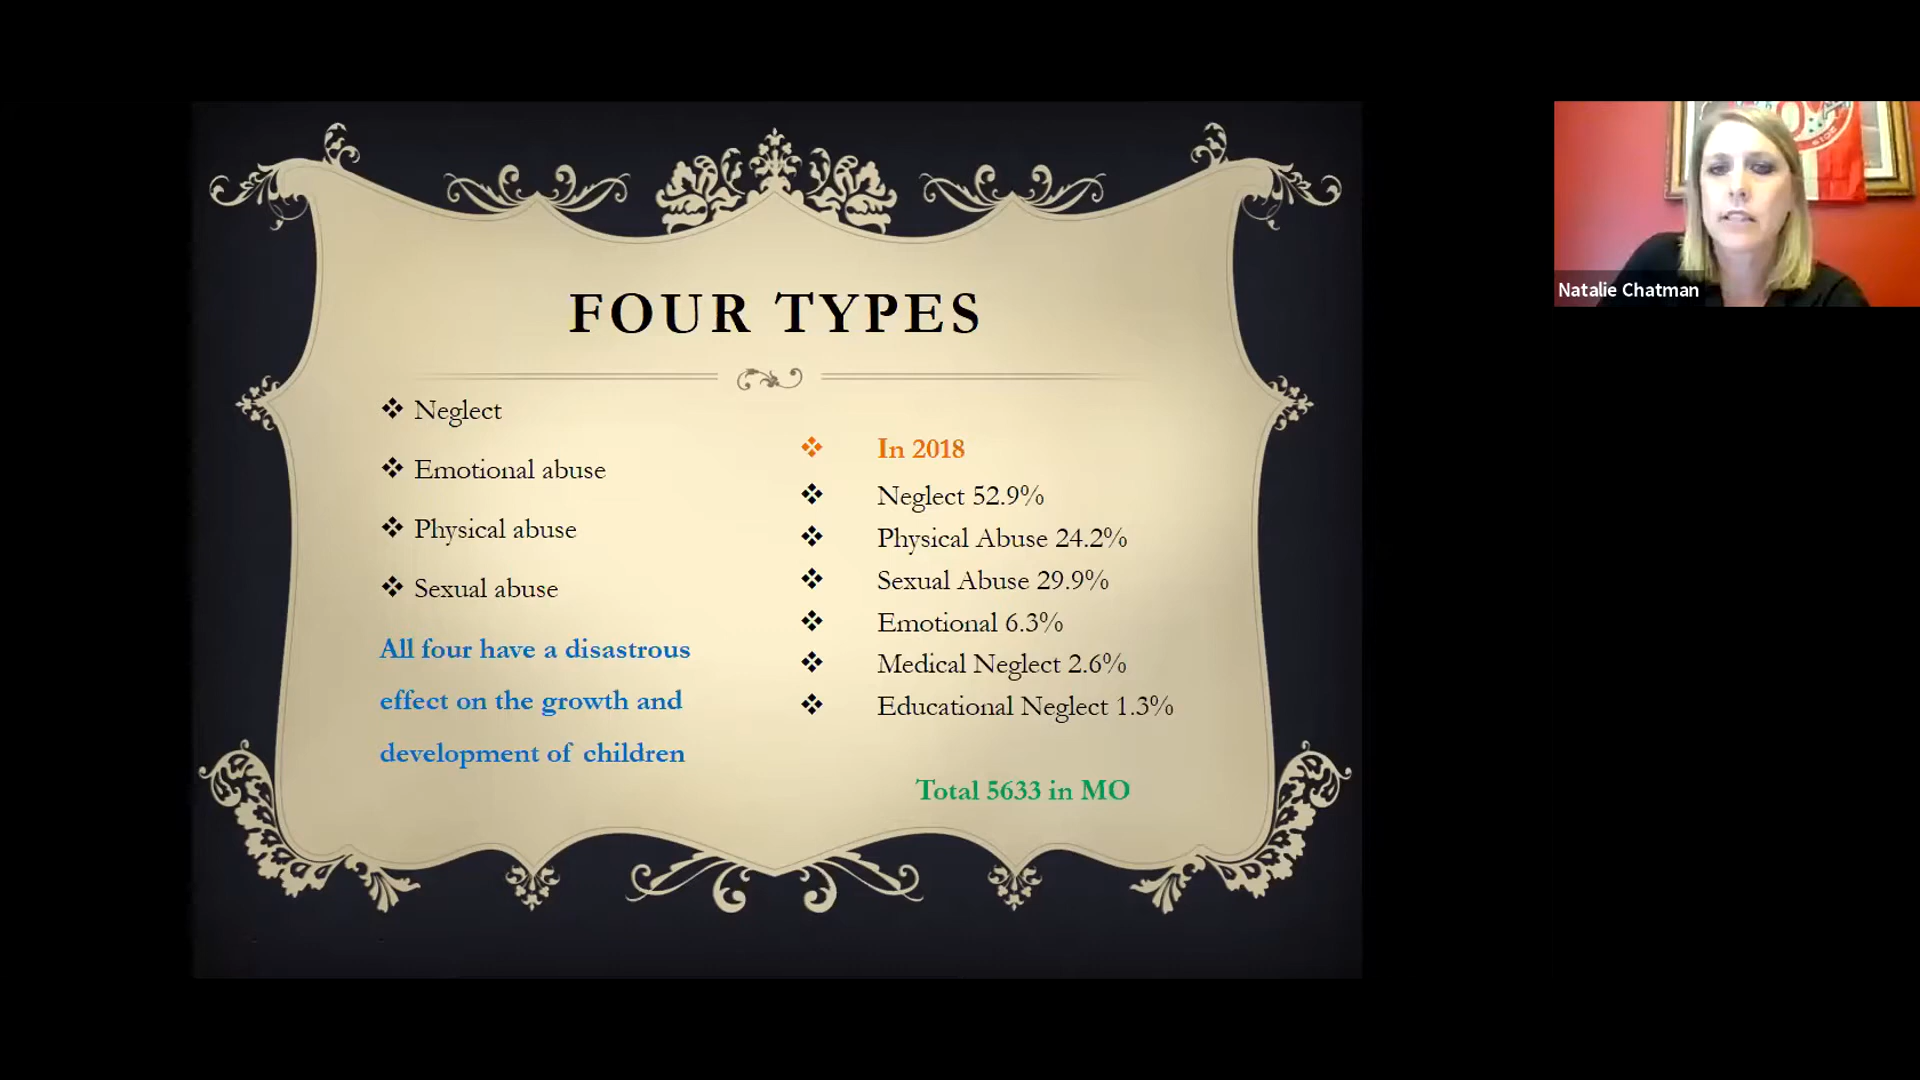 FOUR TYPES
Neglect
Emotional abuse
Physical abuse
Sexual abuse
All four have a disastrous
effect on the growth and
development of children
In 2018
Neglect 52.9%
Physical Abuse 24.2%
Sexual Abuse 29.9%
Emotional 6.3%
Medical Neglect 2.6%
Educational Neglect 1.3%
Total 5633 in MO
Natalie Chatman